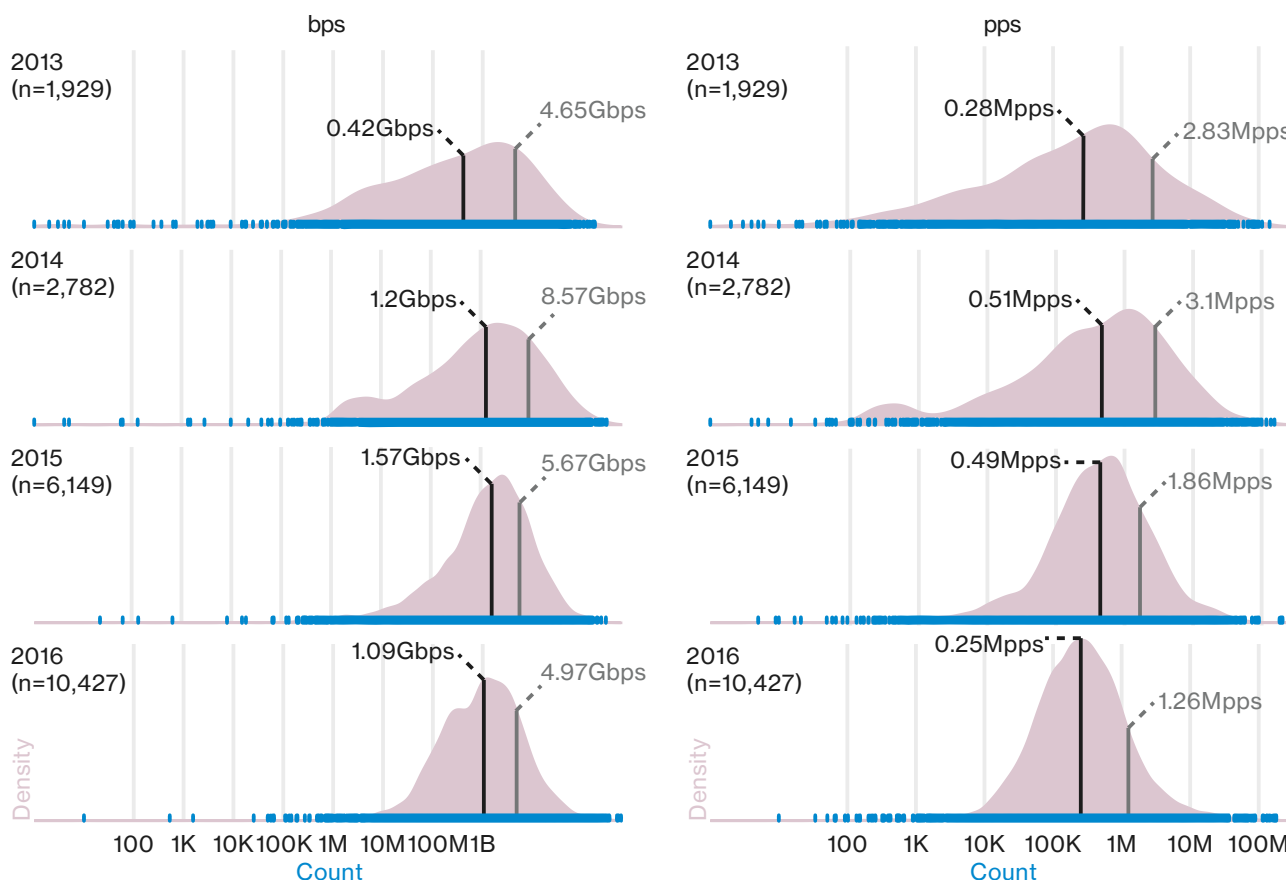 bps
2013
(n=1,929)
0.42Gbps
4.65Gbps
2014
(n=2,782)
1.2Gbps
8.57Gbps
2015
(n=6,149)
1.57Gbps
5.67Gbps
2016
(n=10,427)
1.09Gbps
4.97Gbps
Density
100 1K 10K 100K 1M 10M 100M 1B
Count
pps
2013
(n=1,929)
0.28Mpps
2.83Mpps
2014
(n=2,782)
0.51Mpps
3.1Mpps
2015
(n=6,149)
0.49Mpps
1.86Mpps
2016
(n=10,427)
0.25Mpps
1.26Mpps
Density
100 1K 10K 100K 1M 10M 100M
Count